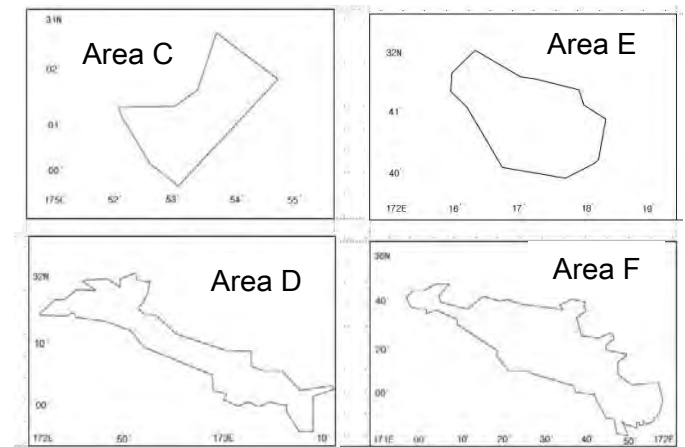 Area C
31N
02'
01'
00'
175E 52' 53' 54' 55'
Area E
32N
41'
40'
172E 16' 17' 18' 19'
Area D
32N
10'
00
172E 50' 173E 10'
Area F
36N
40'
20'
00'
171E 00' 10' 20' 30' 40' 50' 172E